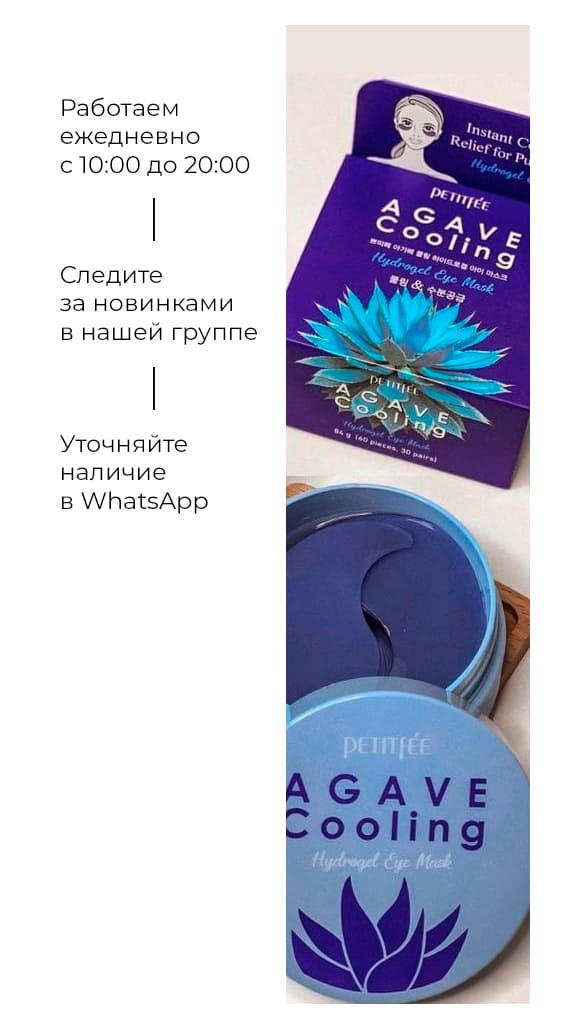 Работаем
ежедневно
с 10:00 до 20:00
Следите
за новинками
в нашей группе
Уточняйте
наличие
в WhatsApp
Instant C
Relief for Pu
Hydrogel
PETITFÉE
AGAVE
Cooling
쁘띠페 아가베 쿨링 하이드로겔 아이 마스크
Hydrogel Eye Mask
쿨링 & 수분공급
PETITFÉE
AGAVE
Cooling
Hydrogel Eye Mask
84 g (60 pieces, 30 pairs)
PETITFÉE
AGAVE
Cooling
Hydrogel Eye Mask